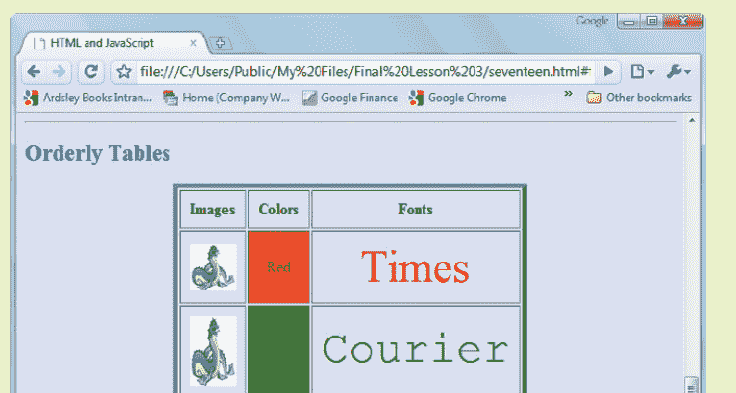 Google
HTML and JavaScript
file:///C:/Users/Public/My%20Files/Final%20Lesson%203/seventeen.html#
Ardsley Books Intran... Home (Company W... Google Finance Google Chrome » Other bookmarks
Orderly Tables
Images Colors Fonts
Red Times
Courier